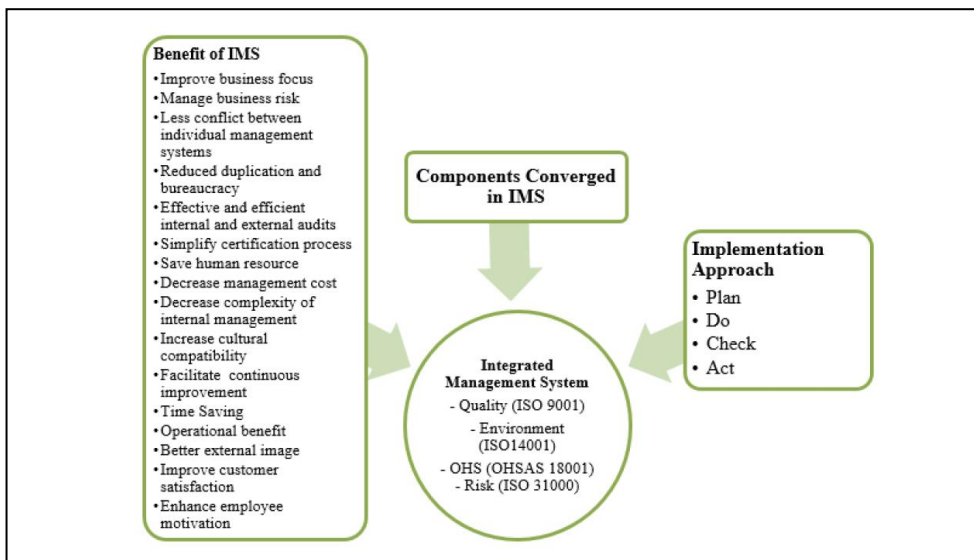 Benefit of IMS
•Improve business focus
•Manage business risk
•Less conflict between
individual management
systems
•Reduced duplication and
bureaucracy
•Effective and efficient
internal and external audits
•Simplify certification process
•Save human resource
•Decrease management cost
•Decrease complexity of
internal management
•Increase cultural
compatibility
•Facilitate continuous
improvement
•Time Saving
•Operational benefit
•Better external image
•Improve customer
satisfaction
•Enhance employee
motivation
Components Converged
in IMS
Integrated
Management System
- Quality (ISO 9001)
- Environment
(ISO14001)
- OHS (OHSAS 18001)
- Risk (ISO 31000)
Implementation
Approach
• Plan
• Do
• Check
• Act